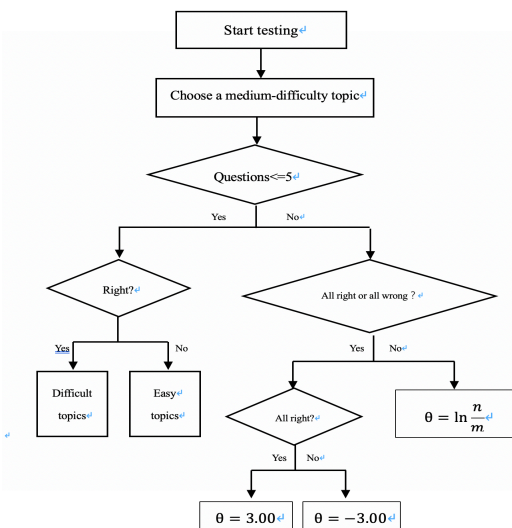 Start testing
Choose a medium-difficulty topic
Questions<=5
Yes
No
Right?
All right or all wrong？
Yes
No
Yes
No
Difficult
topics
Easy
topics
All right?
θ = ln n/m
Yes
No
θ = 3.00
θ = −3.00